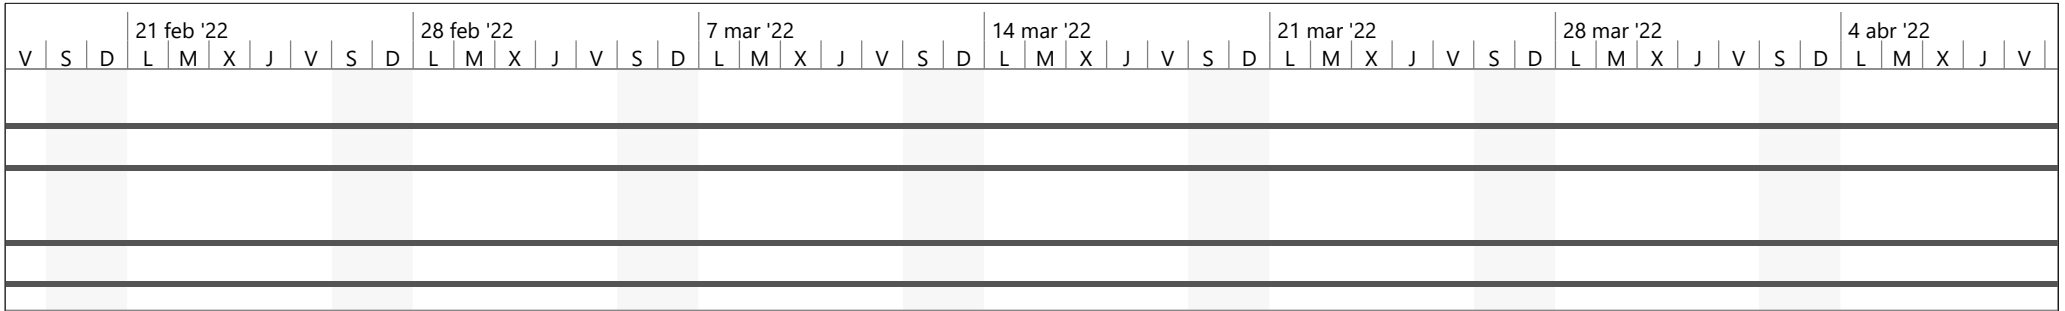 21 feb '22 28 feb '22 7 mar '22 14 mar '22 21 mar '22 28 mar '22 4 abr '22
V S D L M X J V S D L M X J V S D L M X J V S D L M X J V S D L M X J V S D L M X J V S D L M X J V